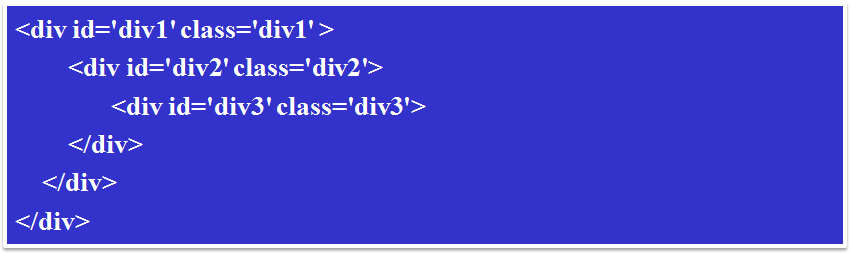 <div id='div1' class='div1' >
<div id='div2' class='div2'>
<div id='div3' class='div3'>
</div>
</div>
</div>